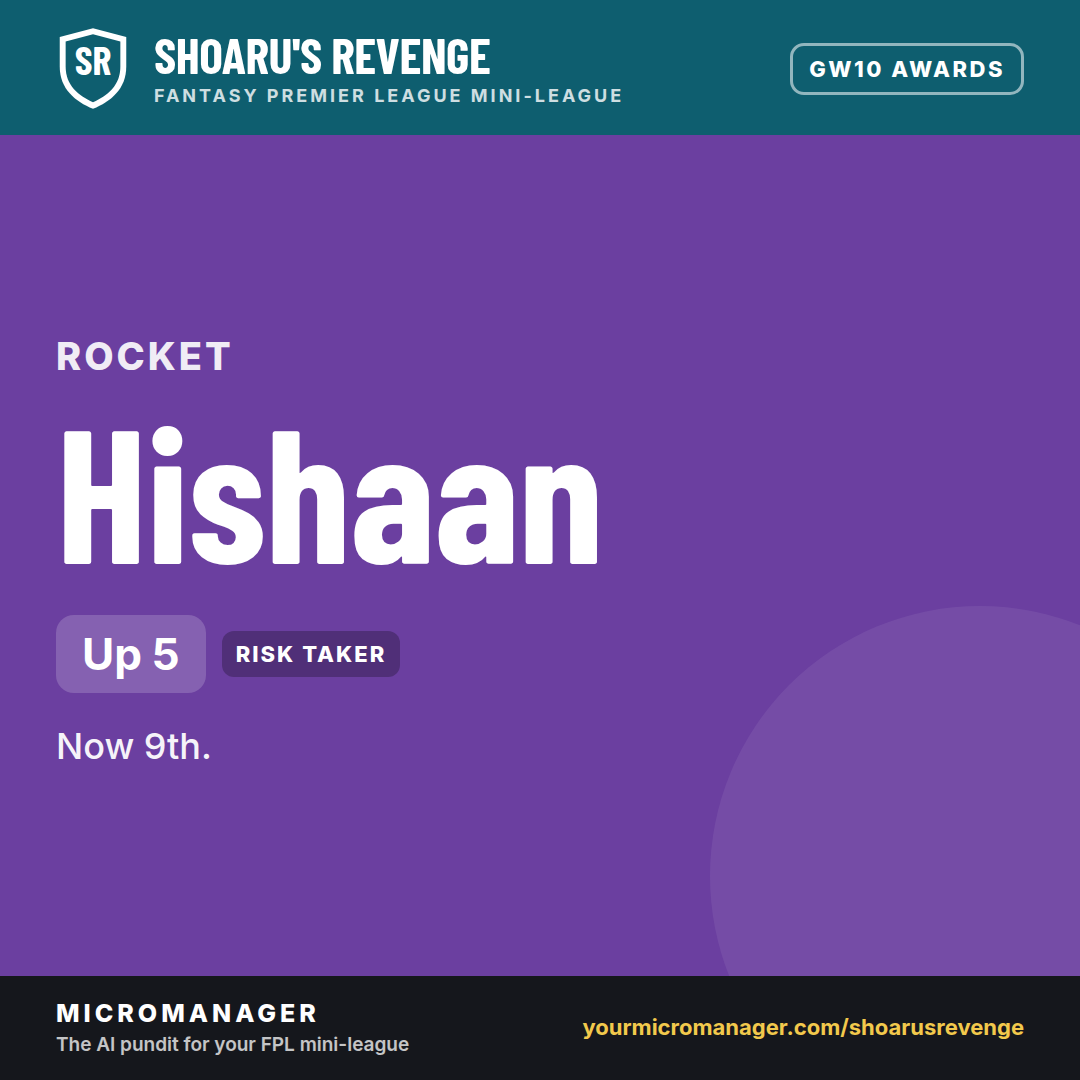 SR
SHOARU'S REVENGE
FANTASY PREMIER LEAGUE MINI-LEAGUE
GW10 AWARDS
ROCKET
Hishaan
Up 5
RISK TAKER
Now 9th.
MICROMANAGER
The AI pundit for your FPL mini-league
yourmicromanager.com/shoarusrevenge